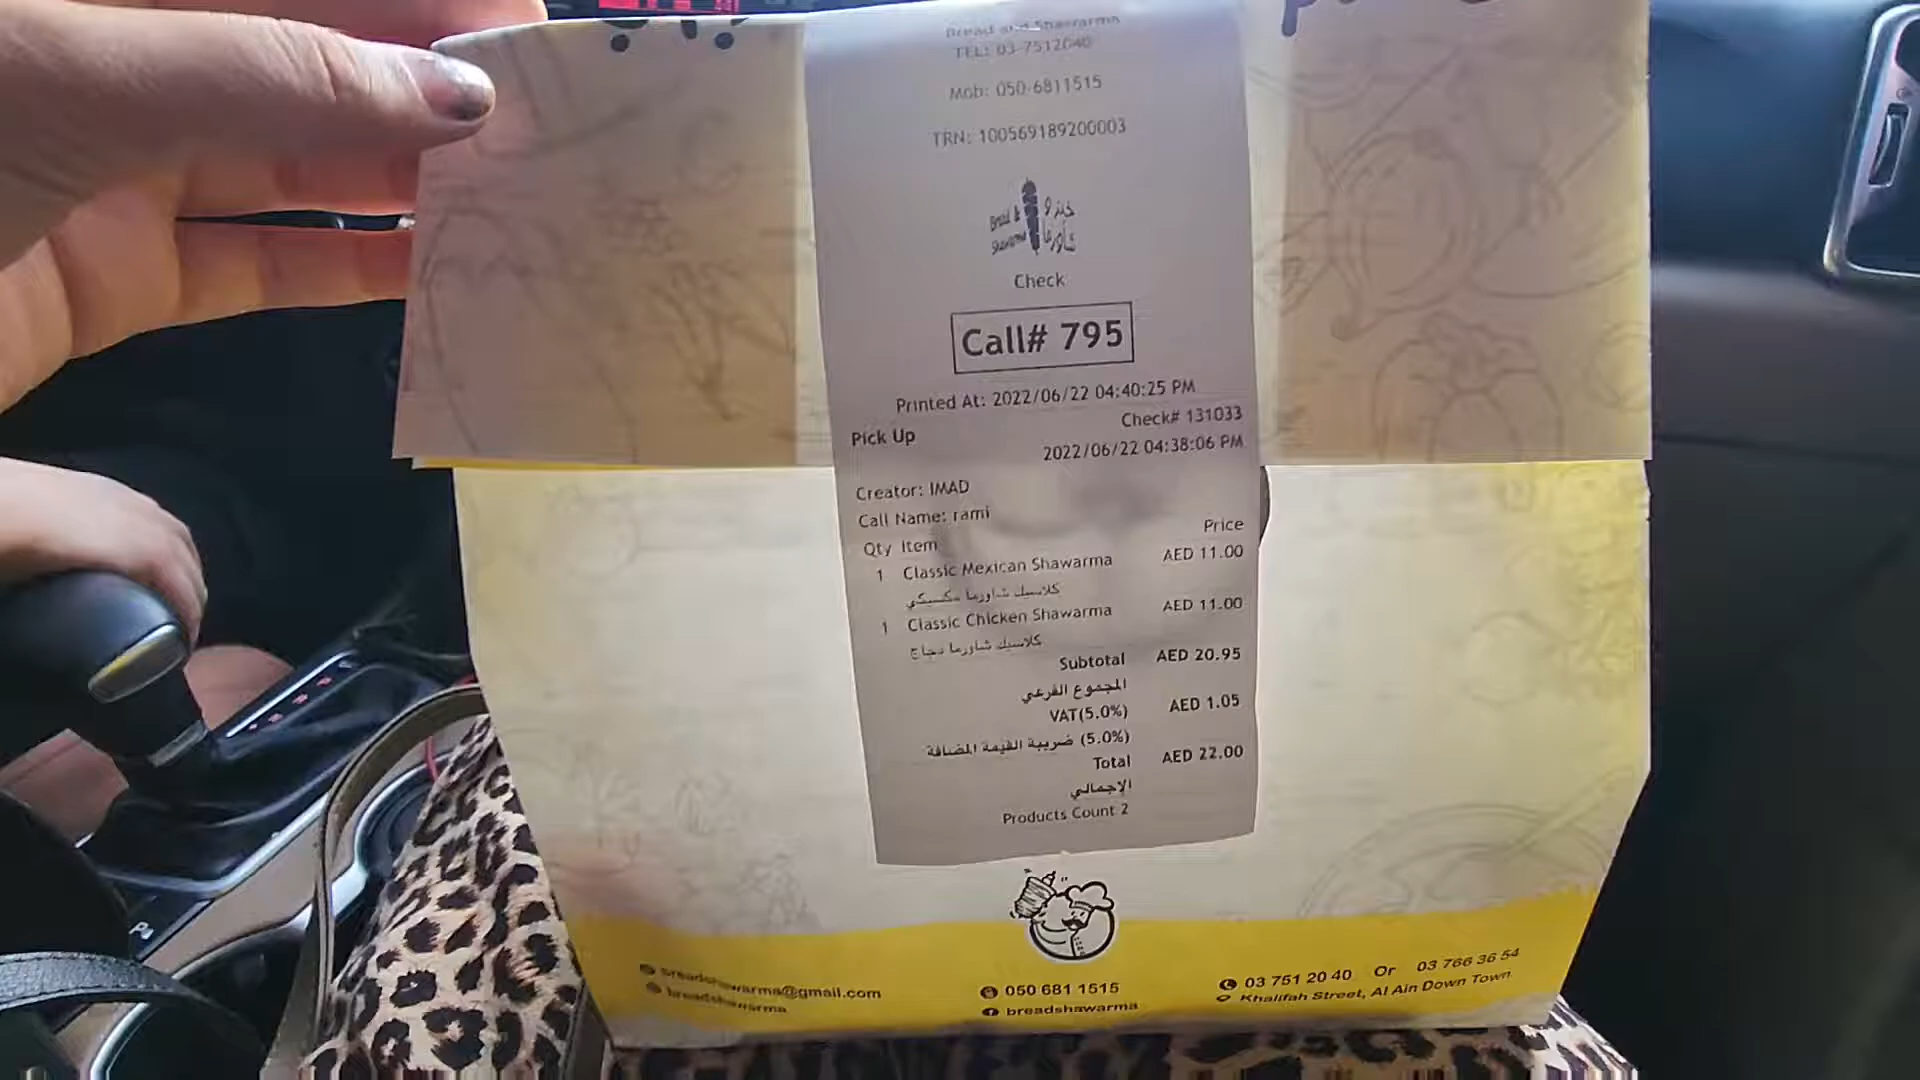 Bread and Shawarma
TEL: 03-7512040
Mob: 050-6811515
TRN: 100569189200003
Bread & Shawarma
خبز و شاورما
Check
Call# 795
Printed At: 2022/06/22 04:40:25 PM
Pick Up Check# 131033
2022/06/22 04:38:06 PM
Creator: IMAD
Call Name: rami
Qty Item Price
1 Classic Mexican Shawarma AED 11.00
كلاسيك شاورما مكسيكي
1 Classic Chicken Shawarma AED 11.00
كلاسيك شاورما دجاج
Subtotal AED 20.95
المجموع الفرعي
VAT(5.0%) AED 1.05
ضريبة القيمة المضافة (5.0%)
Total AED 22.00
الإجمالي
Products Count 2
breadshawarma@gmail.com
breadshawarma
050 681 1515
breadshawarma
03 751 20 40 Or 03 766 36 54
Khalifah Street, Al Ain Down Town